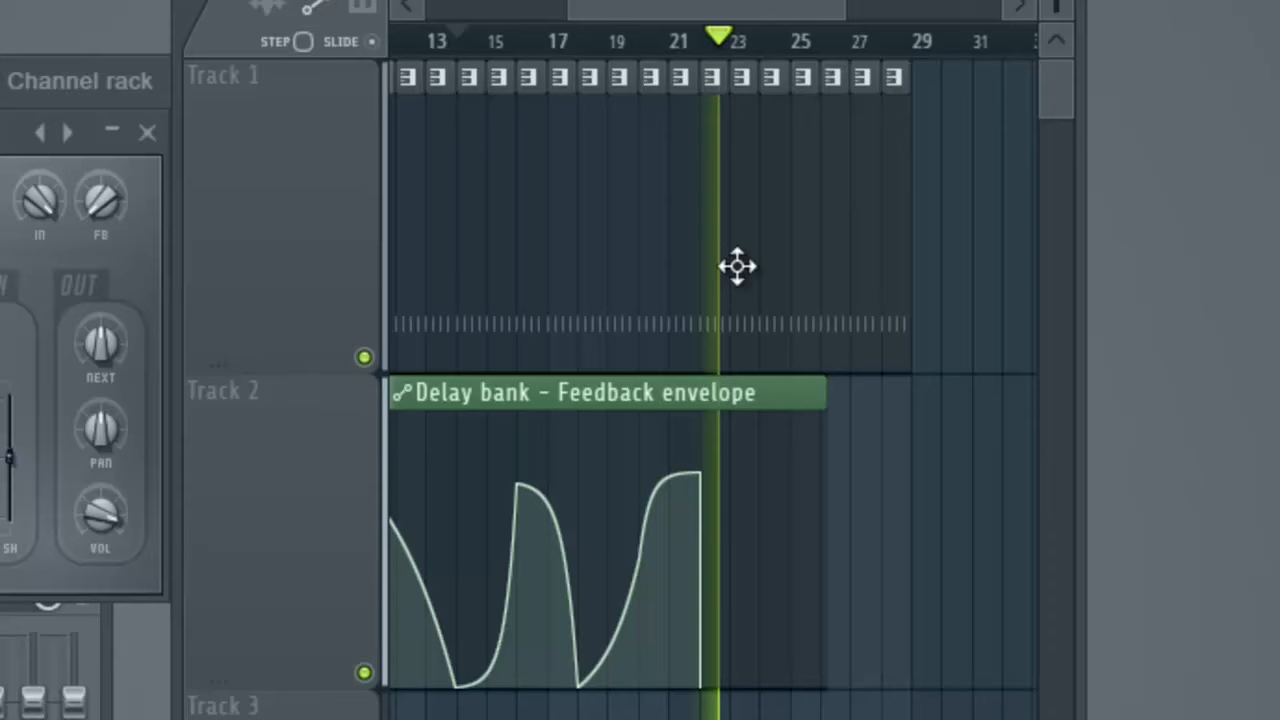 STEP SLIDE
13 15 17 19 21 23 25 27 29 31
Channel rack
Track 1
IN FB
OUT
NEXT
PAN
VOL
SH
Track 2
Delay bank - Feedback envelope
Track 3